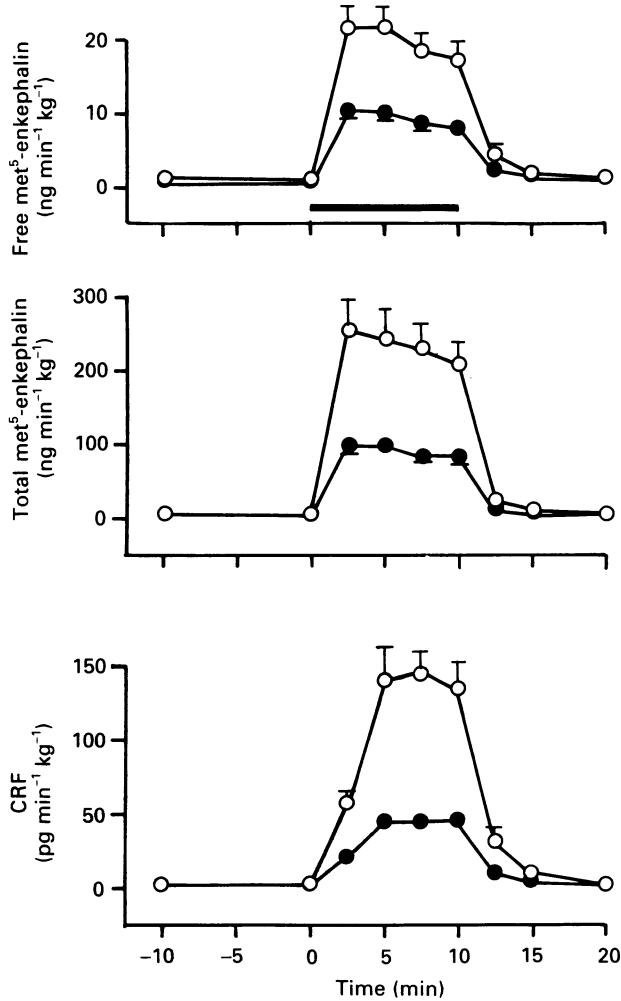 Free met⁵-enkephalin
(ng min⁻¹ kg⁻¹)
20
10
0
Total met⁵-enkephalin
(ng min⁻¹ kg⁻¹)
300
200
100
0
CRF
(pg min⁻¹ kg⁻¹)
150
100
50
0
−10 −5 0 5 10 15 20
Time (min)